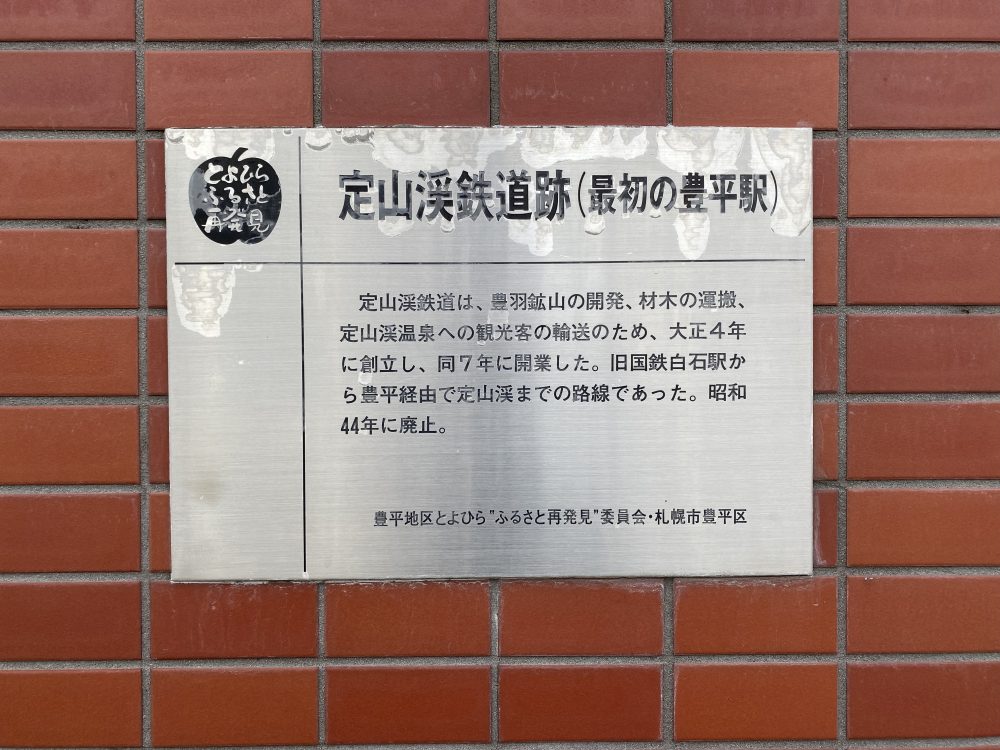 とよひら
ふるさと
再発見
定山渓鉄道跡(最初の豊平駅)
定山渓鉄道は、豊羽鉱山の開発、材木の運搬、
定山渓温泉への観光客の輸送のため、大正4年
に創立し、同7年に開業した。旧国鉄白石駅か
ら豊平経由で定山渓までの路線であった。昭和
44年に廃止。
豊平地区とよひら"ふるさと再発見"委員会・札幌市豊平区